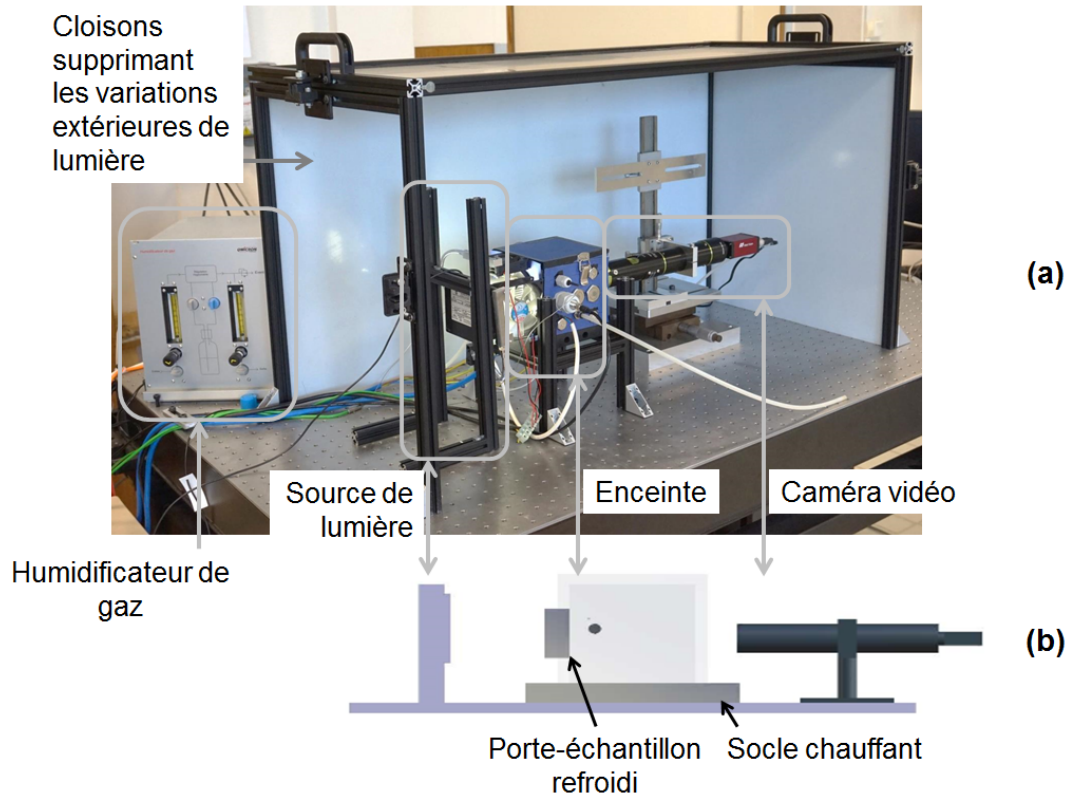 Cloisons
supprimant
les variations
extérieures de
lumière
(a)
Source de
lumière
Enceinte
Caméra vidéo
Humidificateur de
gaz
(b)
Porte-échantillon
refroidi
Socle chauffant